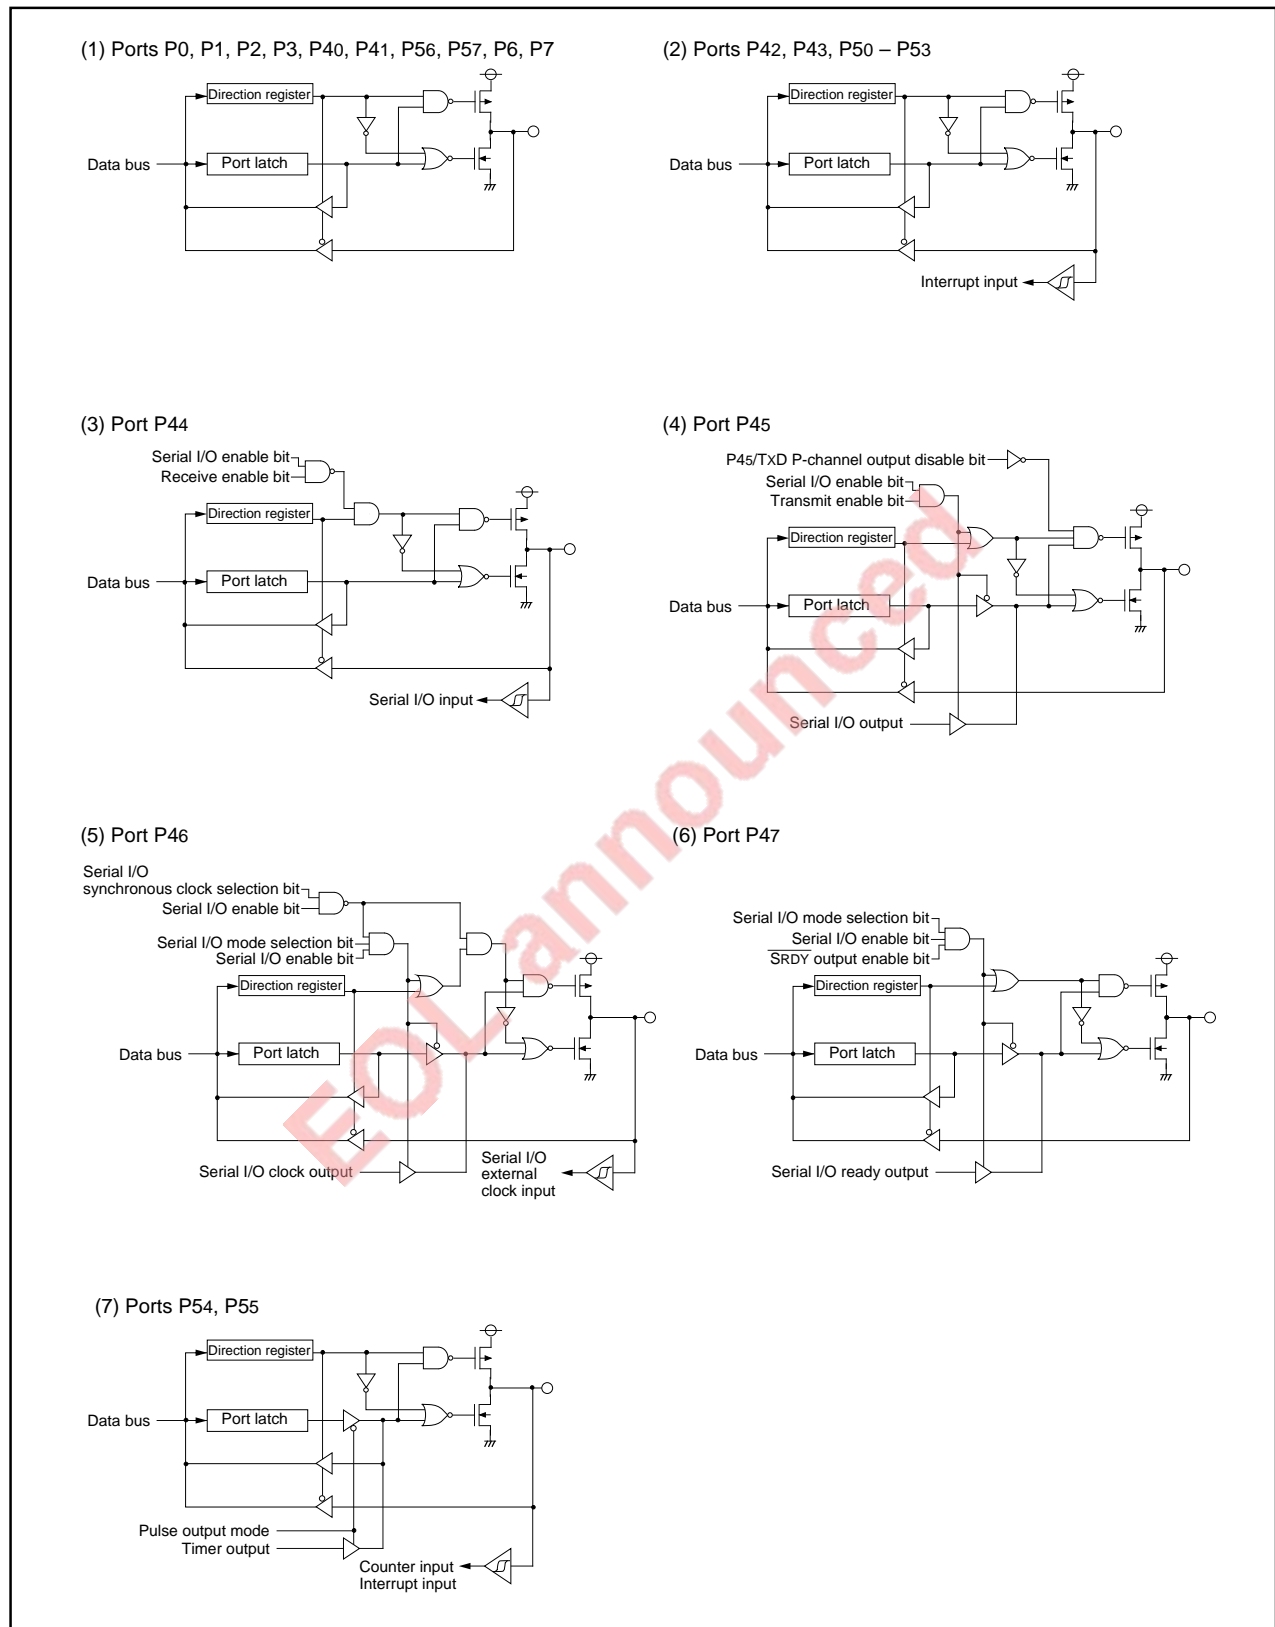 (1) Ports P0, P1, P2, P3, P40, P41, P56, P57, P6, P7
Direction register
Data bus
Port latch
(2) Ports P42, P43, P50 – P53
Direction register
Data bus
Port latch
Interrupt input
(3) Port P44
Serial I/O enable bit
Receive enable bit
Direction register
Data bus
Port latch
Serial I/O input
(4) Port P45
P45/TXD P-channel output disable bit
Serial I/O enable bit
Transmit enable bit
Direction register
Data bus
Port latch
Serial I/O output
(5) Port P46
Serial I/O
synchronous clock selection bit
Serial I/O enable bit
Serial I/O mode selection bit
Serial I/O enable bit
Direction register
Data bus
Port latch
Serial I/O clock output
Serial I/O
external
clock input
(6) Port P47
Serial I/O mode selection bit
Serial I/O enable bit
SRDY output enable bit
Direction register
Data bus
Port latch
Serial I/O ready output
(7) Ports P54, P55
Direction register
Data bus
Port latch
Pulse output mode
Timer output
Counter input
Interrupt input
EOL announced